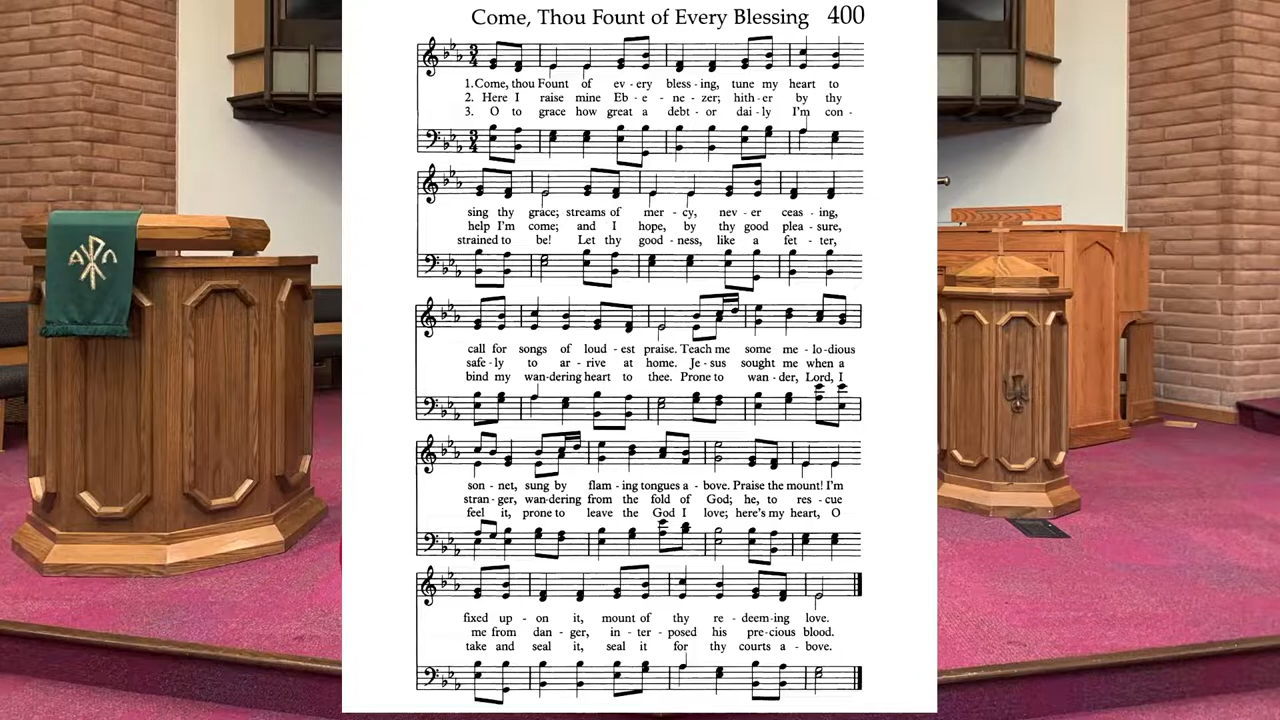 Come, Thou Fount of Every Blessing 400
1.Come, thou Fount of ev - ery bless - ing, tune my heart to
2. Here I raise mine Eb - e - ne - zer; hith - er by thy
3. O to grace how great a debt - or dai - ly I'm con -
sing thy grace; streams of mer - cy, nev - er ceas - ing,
help I'm come; and I hope, by thy good plea - sure,
strained to be! Let thy good - ness, like a fet - ter,
call for songs of loud - est praise. Teach me some me - lo-dious
safe - ly to ar - rive at home. Je - sus sought me when a
bind my wan-dering heart to thee. Prone to wan - der, Lord, I
son - net, sung by flam - ing tongues a - bove. Praise the mount! I'm
stran - ger, wan-dering from the fold of God; he, to res - cue
feel it, prone to leave the God I love; here's my heart, O
fixed up - on it, mount of thy re - deem-ing love.
me from dan - ger, in - ter - posed his pre-cious blood.
take and seal it, seal it for thy courts a - bove.